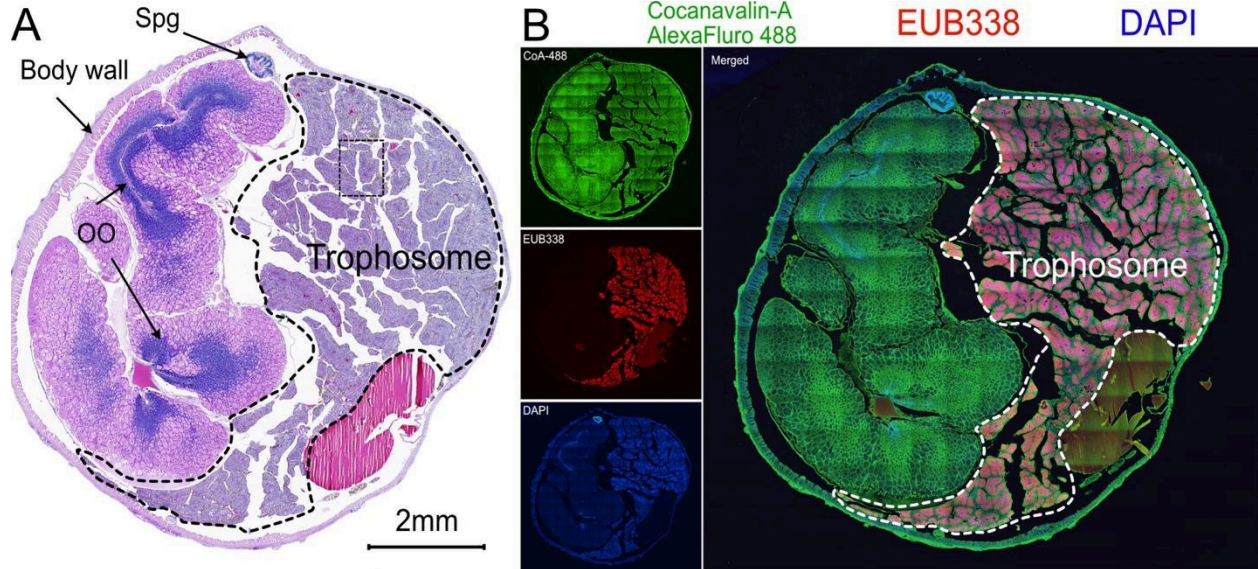 A
Spg
Body wall
OO
Trophosome
2mm
B
Cocanavalin-A
AlexaFluro 488
EUB338
DAPI
CoA-488
EUB338
DAPI
Merged
Trophosome